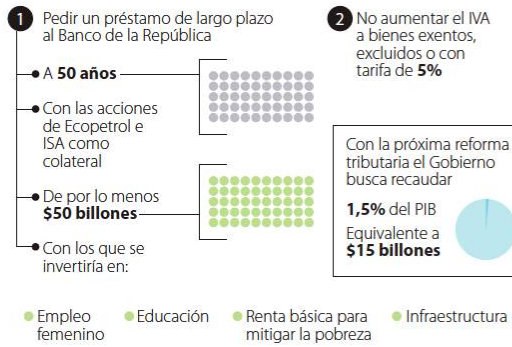 1 Pedir un préstamo de largo plazo
al Banco de la República
A 50 años
Con las acciones
de Ecopetrol e
ISA como
colateral
De por lo menos
$50 billones
Con los que se
invertiría en:
Empleo
femenino
Educación
Renta básica para
mitigar la pobreza
Infraestructura
2 No aumentar el IVA
a bienes exentos,
excluidos o con
tarifa de 5%
Con la próxima reforma
tributaria el Gobierno
busca recaudar
1,5% del PIB
Equivalente a
$15 billones